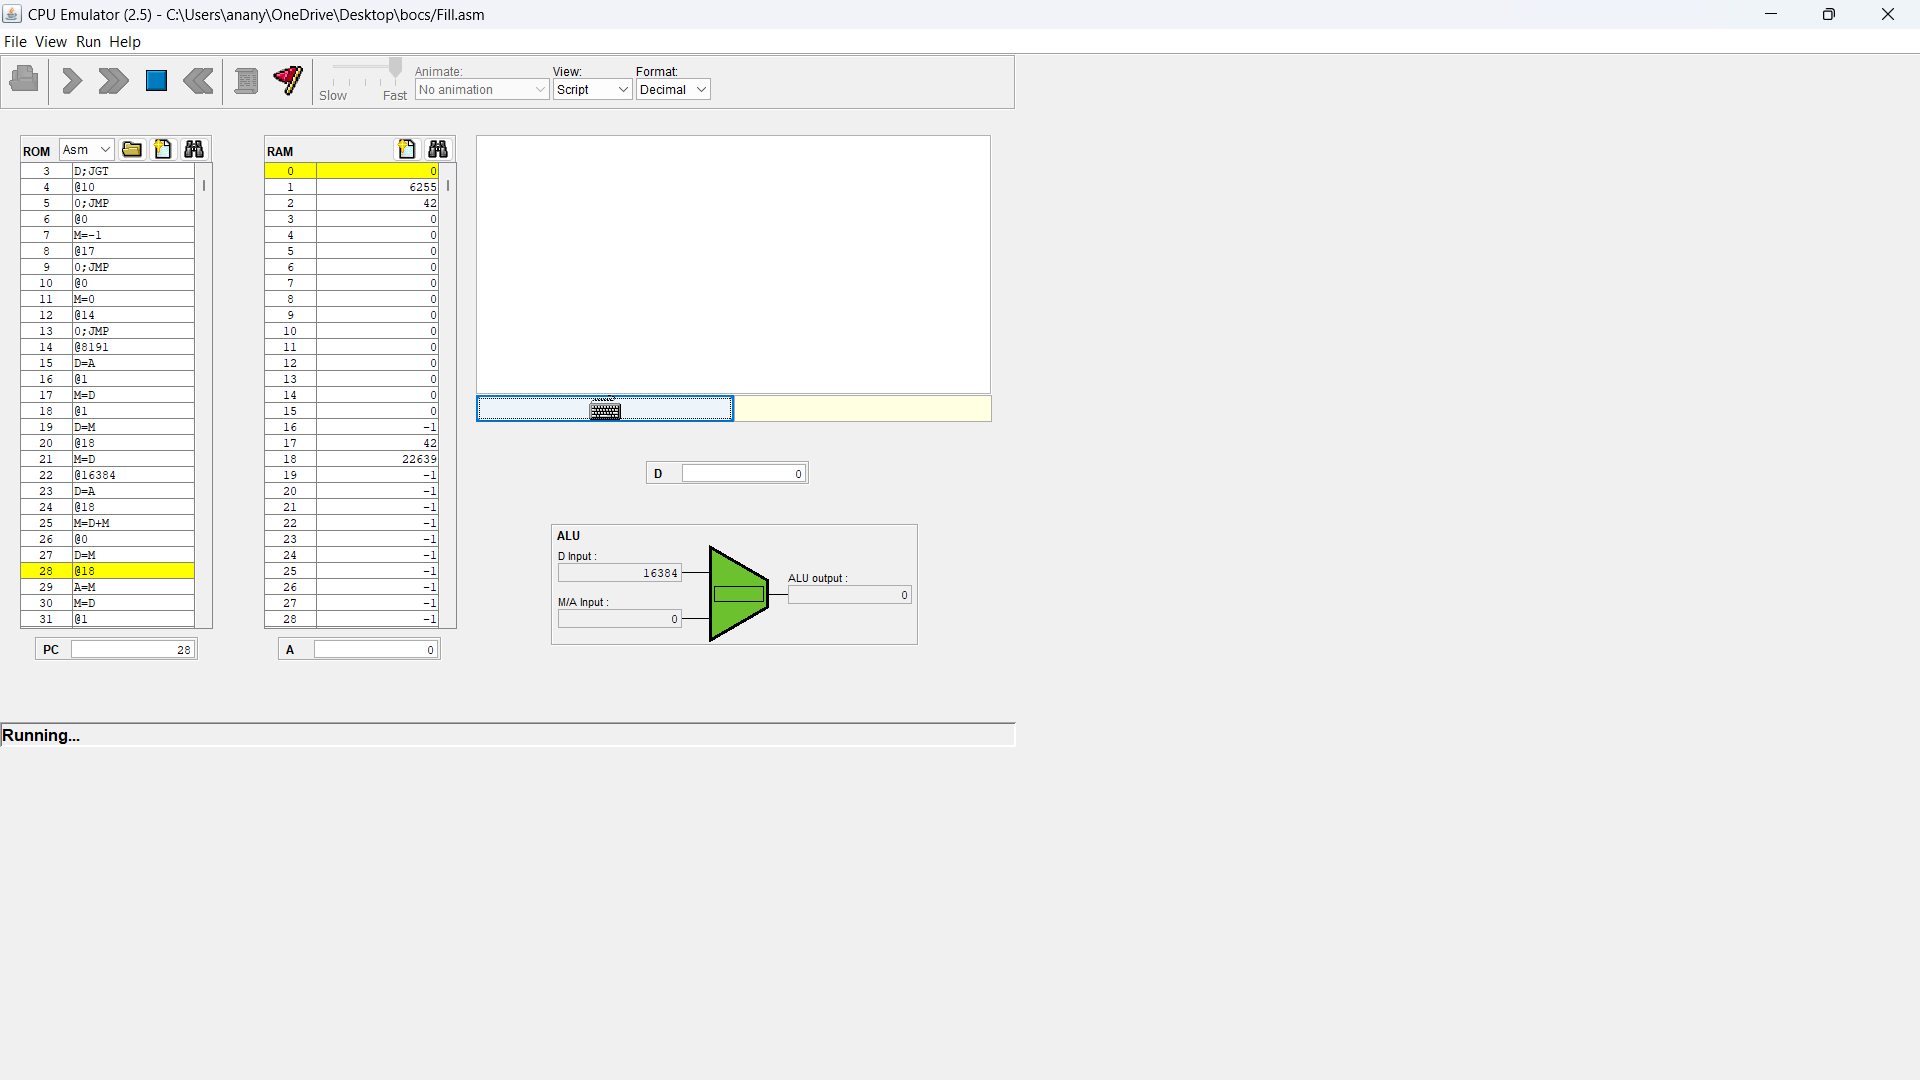 CPU Emulator (2.5) - C:\Users\anany\OneDrive\Desktop\bocs/Fill.asm
File View Run Help
Slow Fast
Animate:
No animation
View:
Script
Format:
Decimal
ROM Asm
3 D;JGT
4 @10
5 0;JMP
6 @0
7 M=-1
8 @17
9 0;JMP
10 @0
11 M=0
12 @14
13 0;JMP
14 @8191
15 D=A
16 @1
17 M=D
18 @1
19 D=M
20 @18
21 M=D
22 @16384
23 D=A
24 @18
25 M=D+M
26 @0
27 D=M
28 @18
29 A=M
30 M=D
31 @1
PC 28
RAM
0 0
1 6255
2 42
3 0
4 0
5 0
6 0
7 0
8 0
9 0
10 0
11 0
12 0
13 0
14 0
15 0
16 -1
17 42
18 22639
19 -1
20 -1
21 -1
22 -1
23 -1
24 -1
25 -1
26 -1
27 -1
28 -1
A 0
D 0
ALU
D Input :
16384
M/A Input :
0
ALU output :
0
Running...